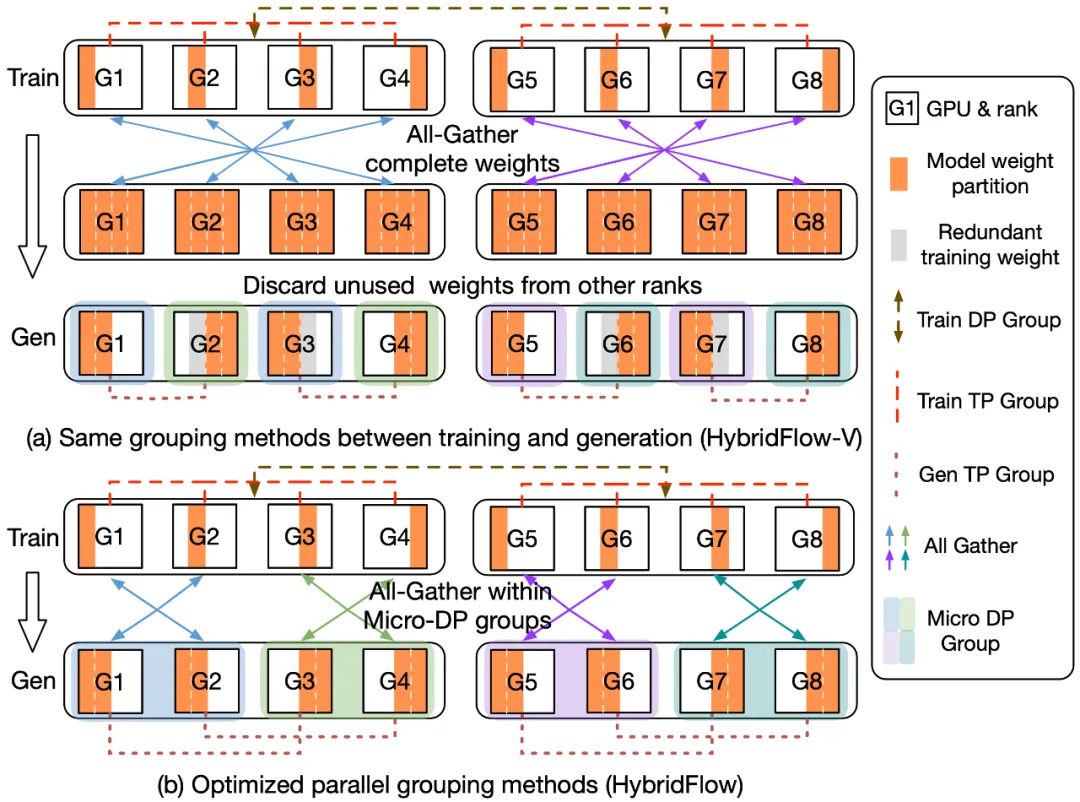 Train
G1 G2 G3 G4 G5 G6 G7 G8
All-Gather
complete weights
G1 G2 G3 G4 G5 G6 G7 G8
Discard unused weights from other ranks
Gen
G1 G2 G3 G4 G5 G6 G7 G8
(a) Same grouping methods between training and generation (HybridFlow-V)
Train
G1 G2 G3 G4 G5 G6 G7 G8
All-Gather within
Micro-DP groups
Gen
G1 G2 G3 G4 G5 G6 G7 G8
(b) Optimized parallel grouping methods (HybridFlow)
G1 GPU & rank
Model weight
partition
Redundant
training weight
Train DP Group
Train TP Group
Gen TP Group
All Gather
Micro DP
Group